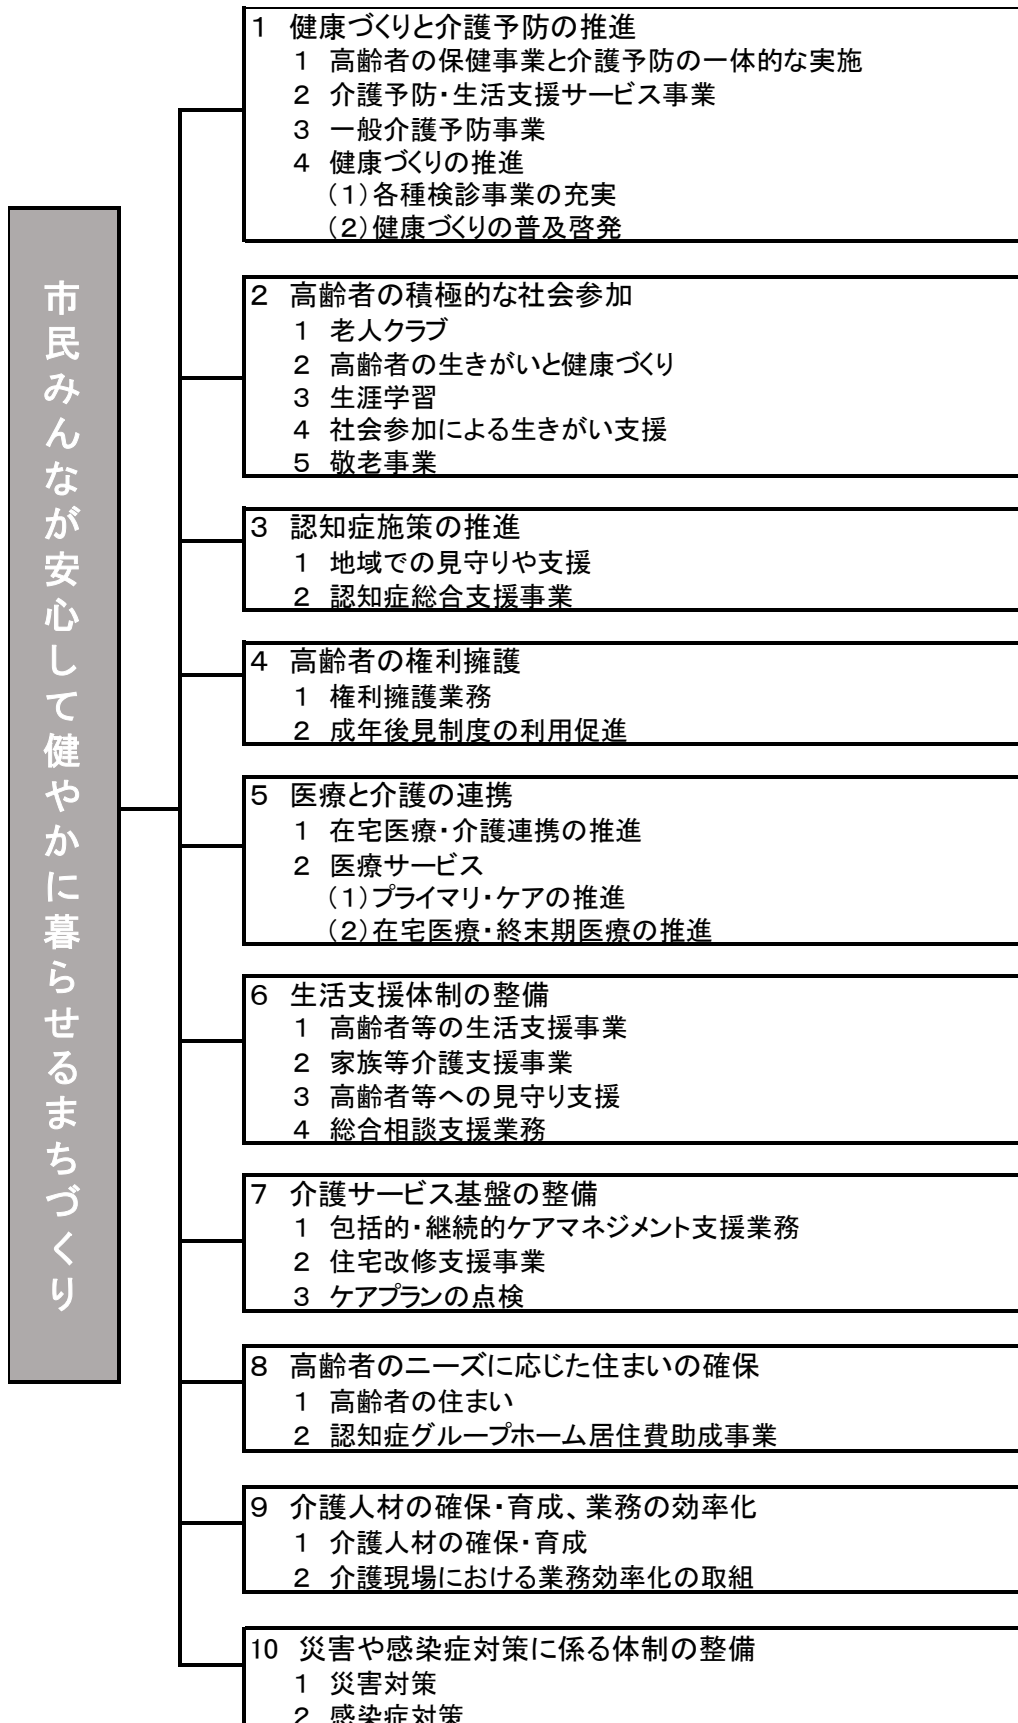 市民みんなが安心して健やかに暮らせるまちづくり
1 健康づくりと介護予防の推進
1 高齢者の保健事業と介護予防の一体的な実施
2 介護予防・生活支援サービス事業
3 一般介護予防事業
4 健康づくりの推進
(1)各種検診事業の充実
(2)健康づくりの普及啓発
2 高齢者の積極的な社会参加
1 老人クラブ
2 高齢者の生きがいと健康づくり
3 生涯学習
4 社会参加による生きがい支援
5 敬老事業
3 認知症施策の推進
1 地域での見守りや支援
2 認知症総合支援事業
4 高齢者の権利擁護
1 権利擁護業務
2 成年後見制度の利用促進
5 医療と介護の連携
1 在宅医療・介護連携の推進
2 医療サービス
(1)プライマリ・ケアの推進
(2)在宅医療・終末期医療の推進
6 生活支援体制の整備
1 高齢者等の生活支援事業
2 家族等介護支援事業
3 高齢者等への見守り支援
4 総合相談支援業務
7 介護サービス基盤の整備
1 包括的・継続的ケアマネジメント支援業務
2 住宅改修支援事業
3 ケアプランの点検
8 高齢者のニーズに応じた住まいの確保
1 高齢者の住まい
2 認知症グループホーム居住費助成事業
9 介護人材の確保・育成、業務の効率化
1 介護人材の確保・育成
2 介護現場における業務効率化の取組
10 災害や感染症対策に係る体制の整備
1 災害対策
2 感染症対策